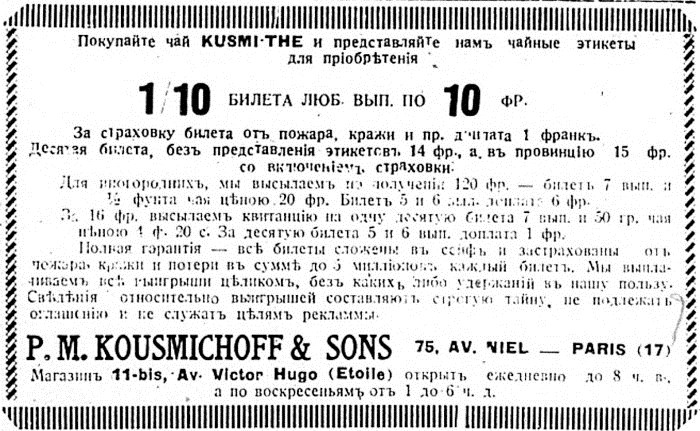 Покупайте чай KUSMI-THE и представляйте намъ чайные этикеты
для пріобрѣтенія
1/10 БИЛЕТА ЛЮБ. ВЫП. ПО 10 ФР.
За страховку билета отъ пожара, кражи и пр. доплата 1 франкъ.
Десятая билета, без представленія этикетовъ 14 фр., а въ провинцію 15 фр.
со включеніемъ страховки.
Для иногороднихъ, мы высылаемъ по полученіи 120 фр. — билетъ 7 вып. и
½ фунта чая цѣною 20 фр. Билетъ 5 и 6 вып. доплата 6 фр.
За 16 фр. высылаемъ квитанцію на одну десятую билета 7 вып. и 50 гр. чая
цѣною 4 ф. 20 с. За десятую билета 5 и 6 вып. доплата 1 фр.
Полная гарантія — всѣ билеты сложены въ сейфъ и застрахованы отъ
пожара, кражи и потери въ суммѣ до 5 милліоновъ каждый билетъ. Мы выпла-
чиваемъ всѣ выигрыши цѣликомъ, безъ какихъ либо удержаній въ нашу пользу.
Свѣдѣнія относительно выигрышей составляютъ строгую тайну, не подлежатъ
оглашенію и не служатъ цѣлямъ рекламмы.
P. M. KOUSMICHOFF & SONS 75, AV. NIEL — PARIS (17)
Магазинъ 11-bis, Av. Victor Hugo (Etoile) открытъ ежедневно до 8 ч. в.,
а по воскресеньямъ отъ 1 до 6 ч. д.